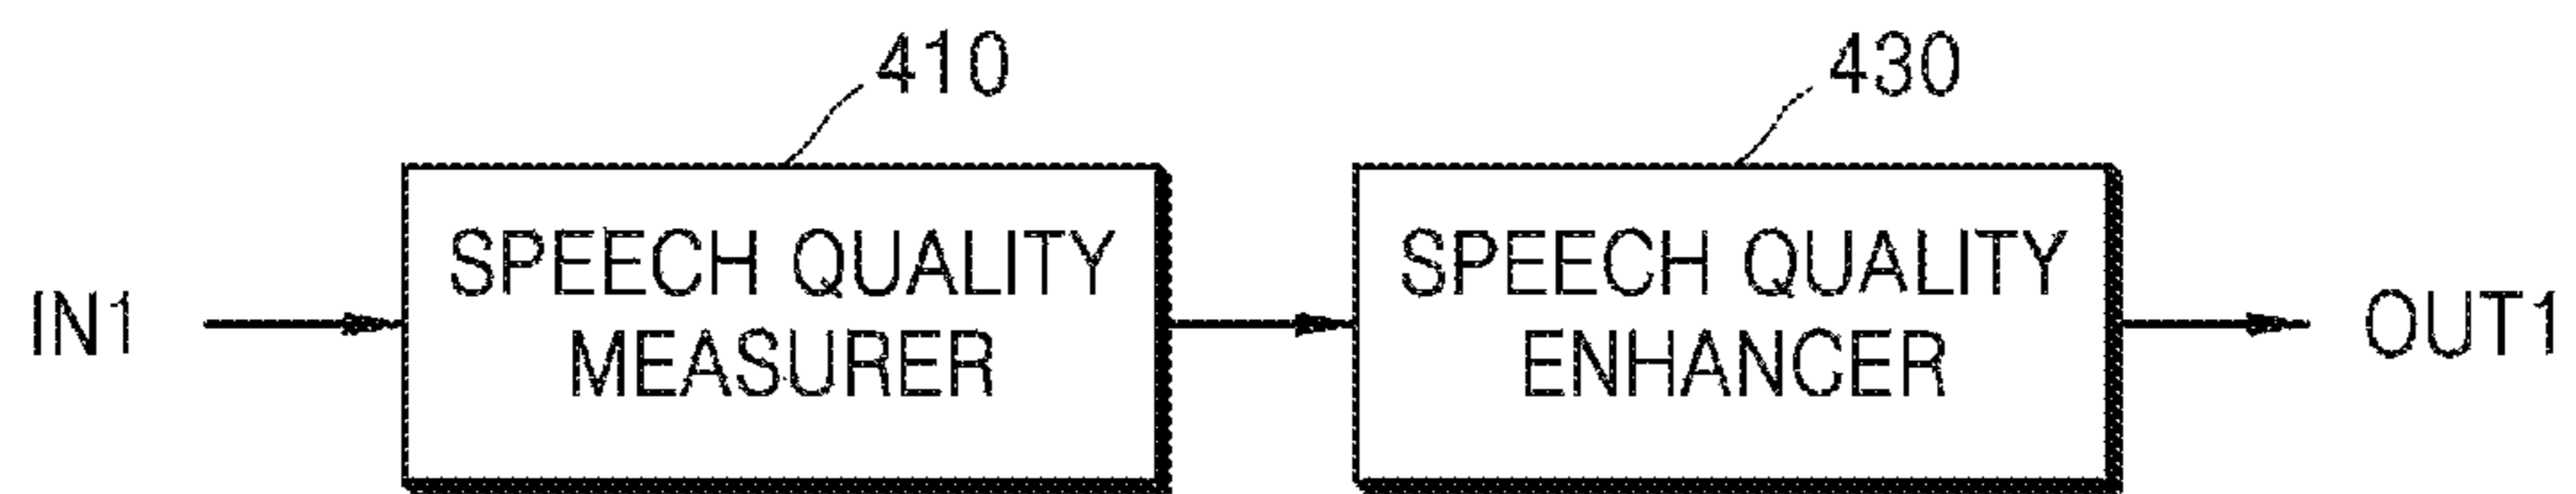 410
430
IN1
SPEECH QUALITY
MEASURER
SPEECH QUALITY
ENHANCER
OUT1